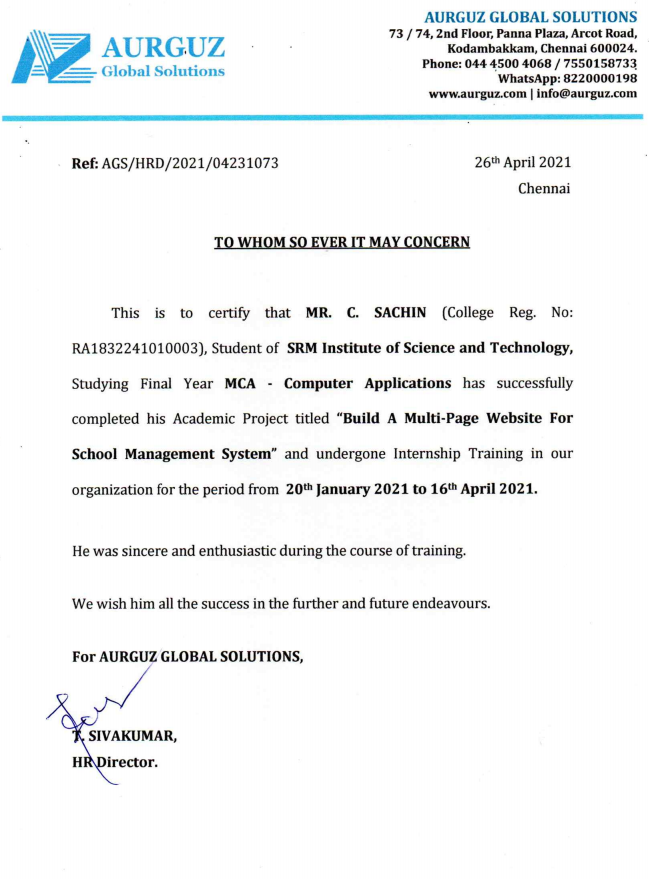 AURGUZ
Global Solutions
AURGUZ GLOBAL SOLUTIONS
73 / 74, 2nd Floor, Panna Plaza, Arcot Road,
Kodambakkam, Chennai 600024.
Phone: 044 4500 4068 / 7550158733
WhatsApp: 8220000198
www.aurguz.com | info@aurguz.com
Ref: AGS/HRD/2021/04231073
26th April 2021
Chennai
TO WHOM SO EVER IT MAY CONCERN
This is to certify that MR. C. SACHIN (College Reg. No:
RA1832241010003), Student of SRM Institute of Science and Technology,
Studying Final Year MCA - Computer Applications has successfully
completed his Academic Project titled “Build A Multi-Page Website For
School Management System” and undergone Internship Training in our
organization for the period from 20th January 2021 to 16th April 2021.
He was sincere and enthusiastic during the course of training.
We wish him all the success in the further and future endeavours.
For AURGUZ GLOBAL SOLUTIONS,
T. SIVAKUMAR,
HR Director.